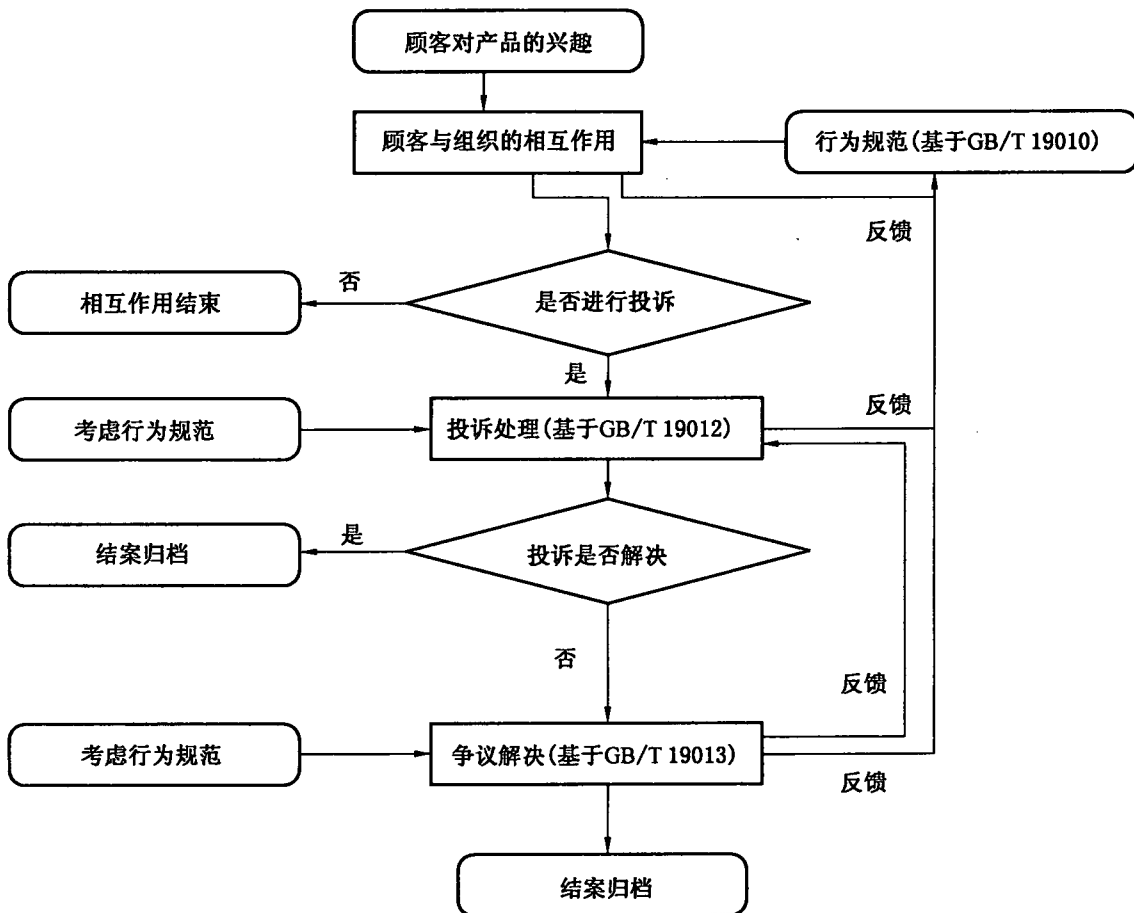 顾客对产品的兴趣
顾客与组织的相互作用
行为规范(基于GB/T 19010)
反馈
否
相互作用结束
是否进行投诉
是
反馈
考虑行为规范
投诉处理(基于GB/T 19012)
是
结案归档
投诉是否解决
否
反馈
考虑行为规范
争议解决(基于GB/T 19013)
反馈
结案归档